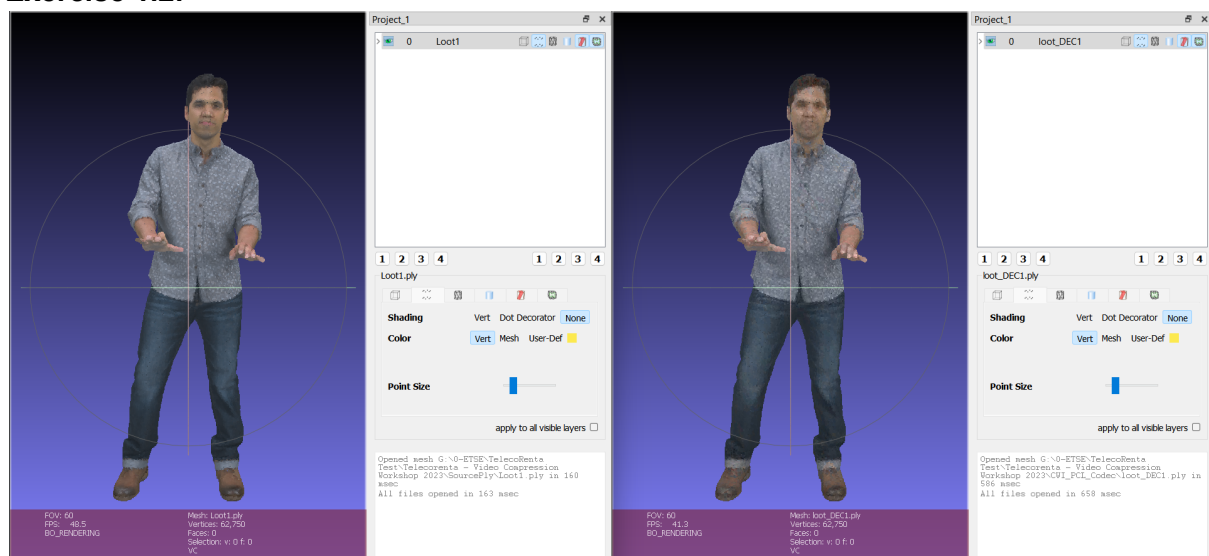 Project_1
0 Loot1
1 2 3 4 1 2 3 4
Loot1.ply
Shading Vert Dot Decorator None
Color Vert Mesh User-Def
Point Size
apply to all visible layers
Opened mesh G:\0-ETSE\TelecoRenta
Test\Telecorenta - Video Compression
Workshop 2023\SourcePly\Loot1.ply in 160
msec
All files opened in 163 msec
FOV: 60
FPS: 48.5
BO_RENDERING
Mesh: Loot1.ply
Vertices: 62,750
Faces: 0
Selection: v: 0 f: 0
VC
Project_1
0 loot_DEC1
1 2 3 4 1 2 3 4
loot_DEC1.ply
Shading Vert Dot Decorator None
Color Vert Mesh User-Def
Point Size
apply to all visible layers
Opened mesh G:\0-ETSE\TelecoRenta
Test\Telecorenta - Video Compression
Workshop 2023\CWI_PCL_Codec\loot_DEC1.ply in
586 msec
All files opened in 658 msec
FOV: 60
FPS: 41.3
BO_RENDERING
Mesh: loot_DEC1.ply
Vertices: 62,750
Faces: 0
Selection: v: 0 f: 0
VC